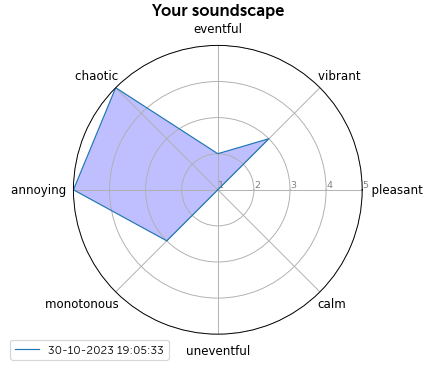 Your soundscape
eventful
chaotic
vibrant
annoying
1
2
3
4
5
pleasant
monotonous
calm
uneventful
30-10-2023 19:05:33